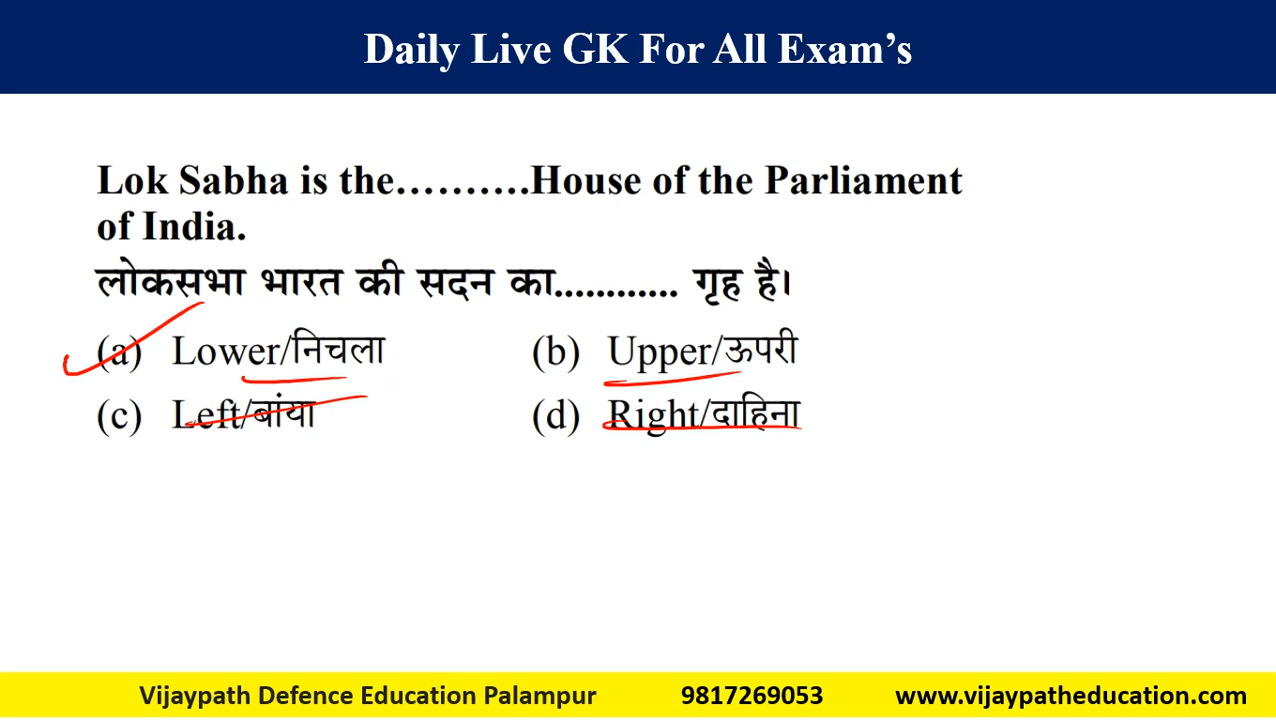 Daily Live GK For All Exam's
Lok Sabha is the……….House of the Parliament
of India.
लोकसभा भारत की सदन का............ गृह है।
(a) Lower/निचला (b) Upper/ऊपरी
(c) Left/बांया (d) Right/दाहिना
Vijaypath Defence Education Palampur 9817269053 www.vijaypatheducation.com